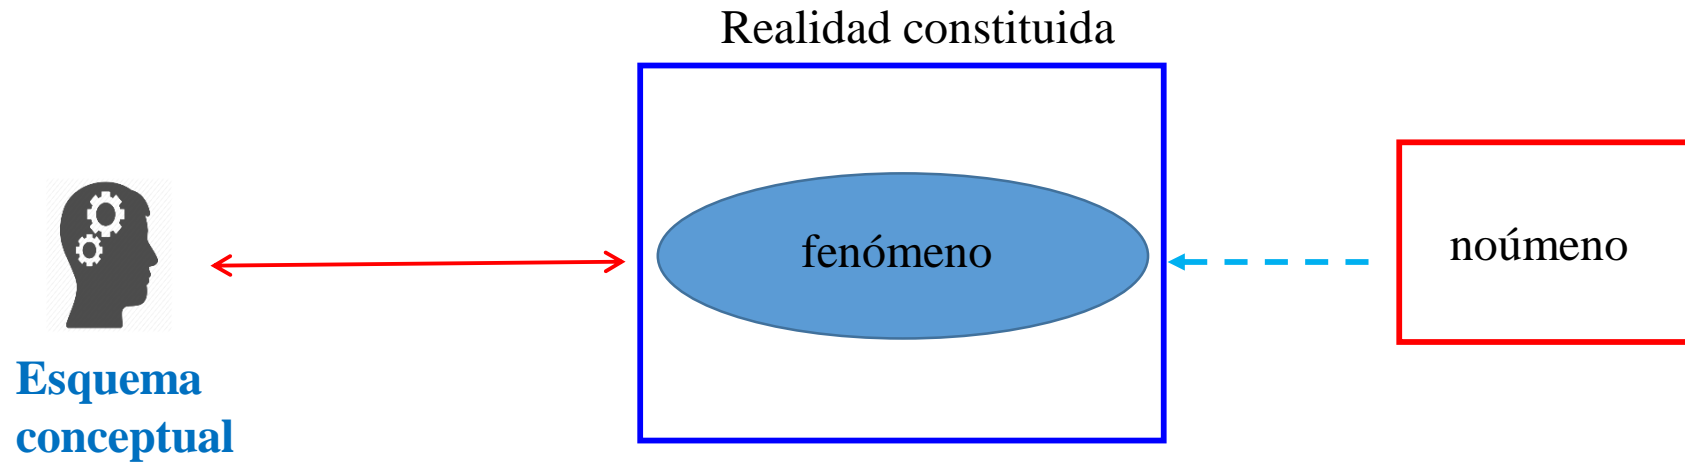 Realidad constituida
fenómeno
noúmeno
Esquema
conceptual